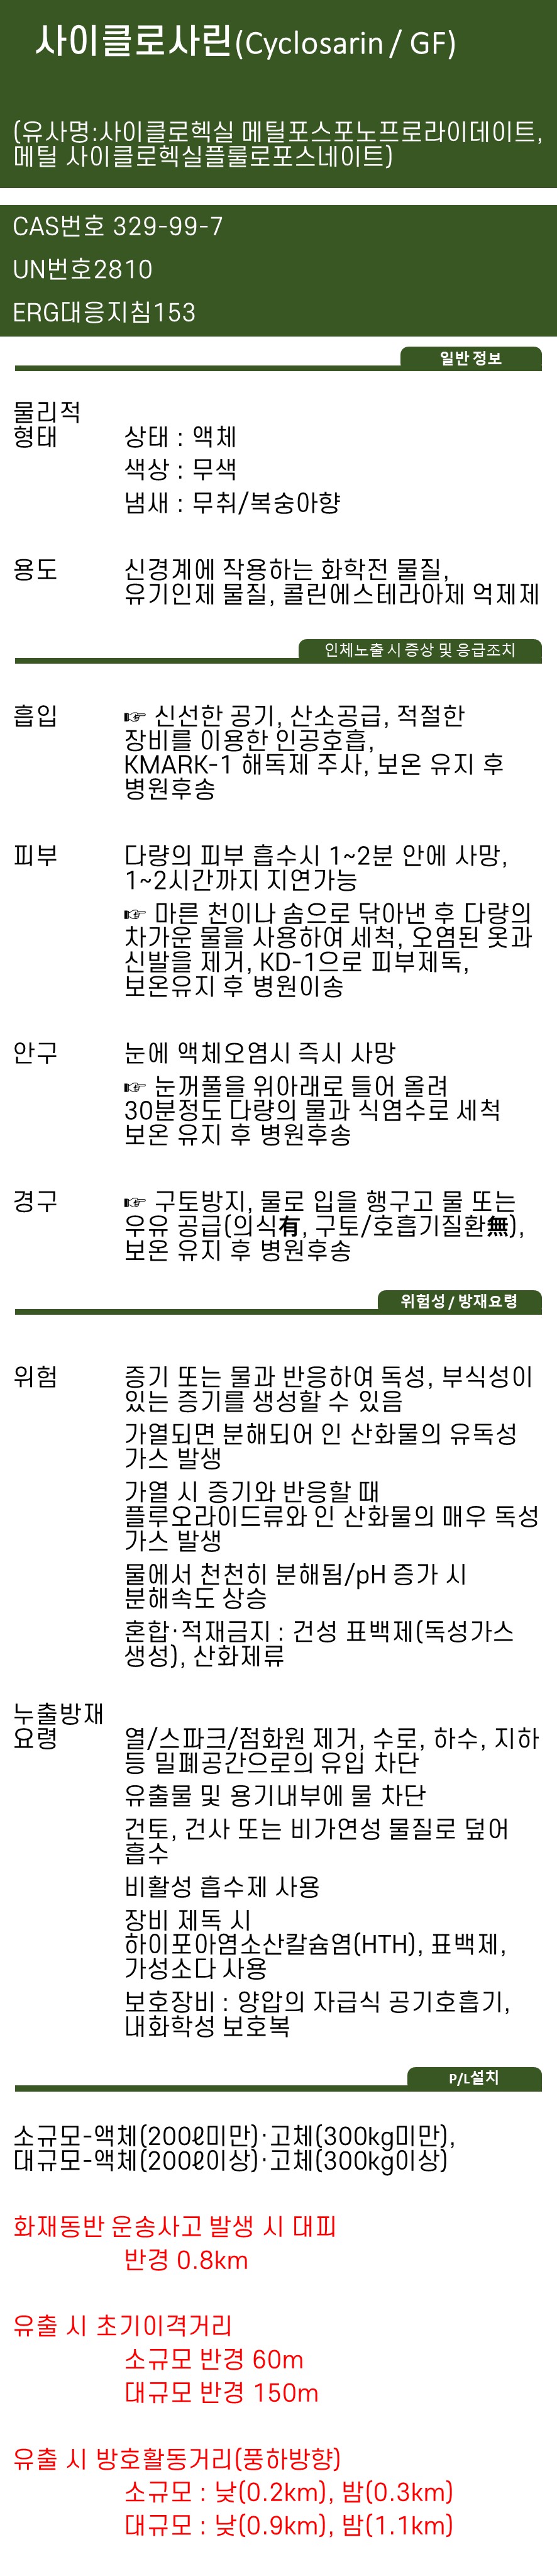 사이클로사린(Cyclosarin / GF)
(유사명:사이클로헥실 메틸포스포노프로라이데이트,
메틸 사이클로헥실플룰로포스네이트)
CAS번호 329-99-7
UN번호2810
ERG대응지침153
일반 정보
물리적
형태 상태 : 액체
색상 : 무색
냄새 : 무취/복숭아향
용도 신경계에 작용하는 화학전 물질,
유기인제 물질, 콜린에스테라아제 억제제
인체노출 시 증상 및 응급조치
흡입 ☞ 신선한 공기, 산소공급, 적절한
장비를 이용한 인공호흡,
KMARK-1 해독제 주사, 보온 유지 후
병원후송
피부 다량의 피부 흡수시 1~2분 안에 사망,
1~2시간까지 지연가능
☞ 마른 천이나 솜으로 닦아낸 후 다량의
차가운 물을 사용하여 세척, 오염된 옷과
신발을 제거, KD-1으로 피부제독,
보온유지 후 병원이송
안구 눈에 액체오염시 즉시 사망
☞ 눈꺼풀을 위아래로 들어 올려
30분정도 다량의 물과 식염수로 세척
보온 유지 후 병원후송
경구 ☞ 구토방지, 물로 입을 행구고 물 또는
우유 공급(의식有, 구토/호흡기질환無),
보온 유지 후 병원후송
위험성 / 방재요령
위험 증기 또는 물과 반응하여 독성, 부식성이
있는 증기를 생성할 수 있음
가열되면 분해되어 인 산화물의 유독성
가스 발생
가열 시 증기와 반응할 때
플루오라이드류와 인 산화물의 매우 독성
가스 발생
물에서 천천히 분해됨/pH 증가 시
분해속도 상승
혼합·적재금지 : 건성 표백제(독성가스
생성), 산화제류
누출방재
요령 열/스파크/점화원 제거, 수로, 하수, 지하
등 밀폐공간으로의 유입 차단
유출물 및 용기내부에 물 차단
건토, 건사 또는 비가연성 물질로 덮어
흡수
비활성 흡수제 사용
장비 제독 시
하이포아염소산칼슘염(HTH), 표백제,
가성소다 사용
보호장비 : 양압의 자급식 공기호흡기,
내화학성 보호복
P/L설치
소규모-액체(200ℓ미만)·고체(300kg미만),
대규모-액체(200ℓ이상)·고체(300kg이상)
화재동반 운송사고 발생 시 대피
반경 0.8km
유출 시 초기이격거리
소규모 반경 60m
대규모 반경 150m
유출 시 방호활동거리(풍하방향)
소규모 : 낮(0.2km), 밤(0.3km)
대규모 : 낮(0.9km), 밤(1.1km)